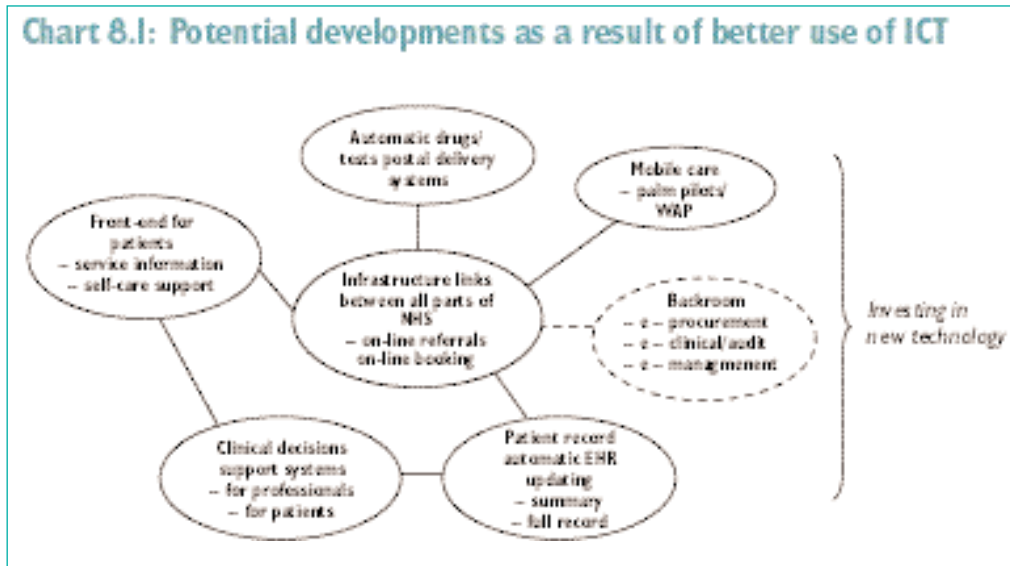 Chart 8.1: Potential developments as a result of better use of ICT
Automatic drugs/
tests postal delivery
systems
Mobile care
– palm pilots/
WAP
Front-end for
patients
– service information
– self-care support
Infrastructure links
between all parts of
NHS
– on-line referrals
on-line booking
Backroom
– e – procurement
– e – clinical/audit
– e – managmenent
Investing in
new technology
Clinical decisions
support systems
– for professionals
– for patients
Patient record
automatic EHR
updating
– summary
– full record